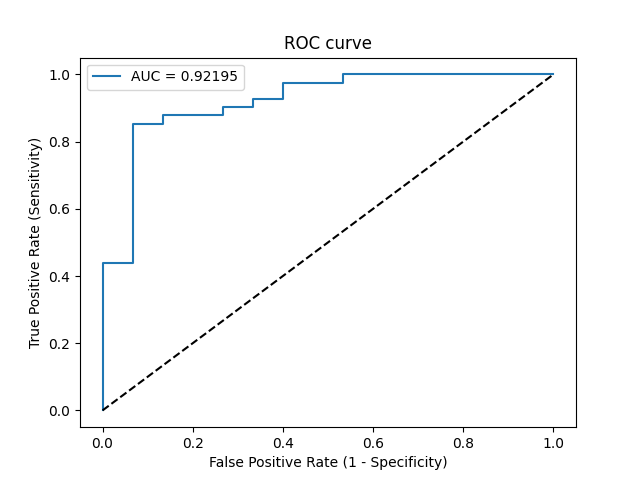 ROC curve
AUC = 0.92195
True Positive Rate (Sensitivity)
1.0
0.8
0.6
0.4
0.2
0.0
0.0 0.2 0.4 0.6 0.8 1.0
False Positive Rate (1 - Specificity)